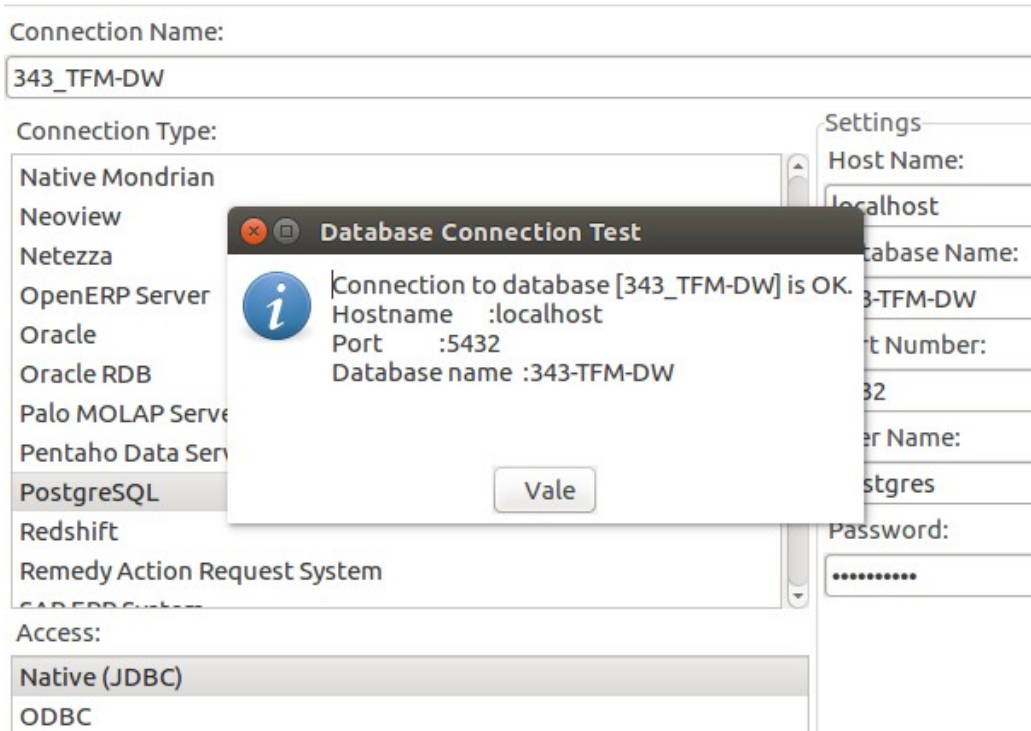 Connection Name:
343_TFM-DW
Connection Type:
Native Mondrian
Neoview
Netezza
OpenERP Server
Oracle
Oracle RDB
Palo MOLAP Serve
Pentaho Data Serv
PostgreSQL
Redshift
Remedy Action Request System
Access:
Native (JDBC)
ODBC
Database Connection Test
Connection to database [343_TFM-DW] is OK.
Hostname :localhost
Port :5432
Database name :343-TFM-DW
Vale
Settings
Host Name:
localhost
tabase Name:
3-TFM-DW
rt Number:
32
er Name:
stgres
Password:
••••••••••